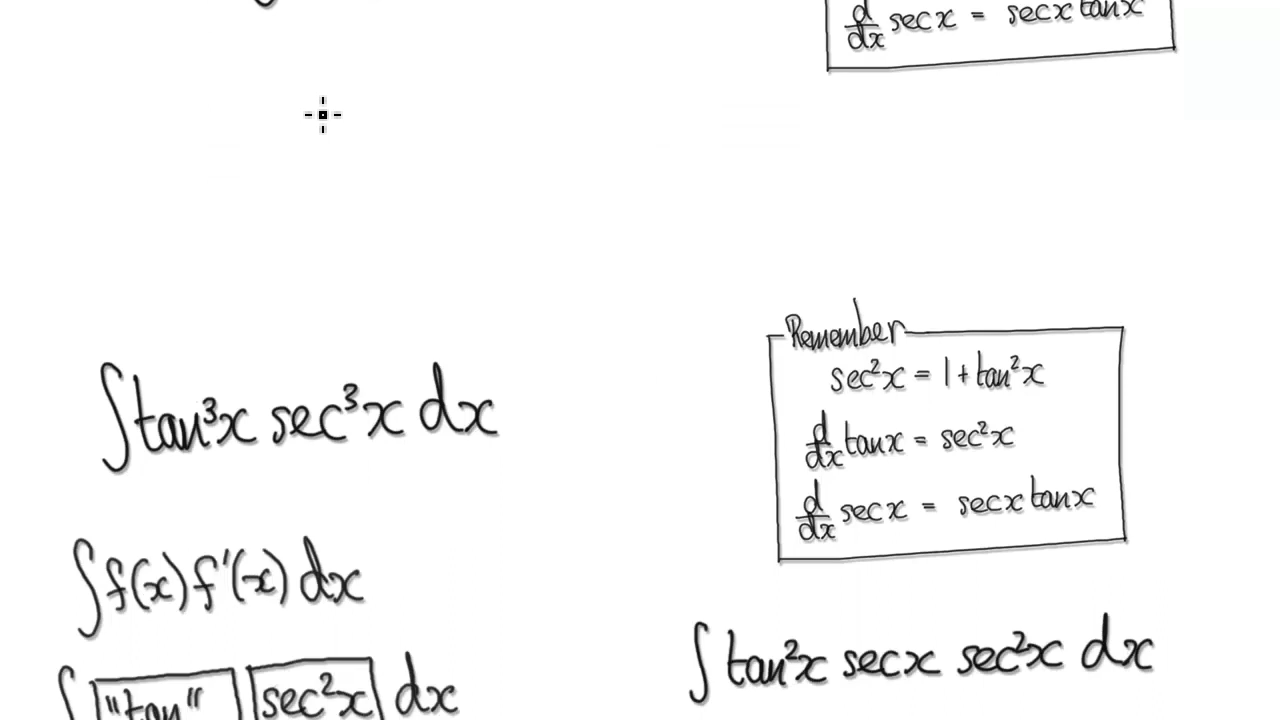 d/dx sec x = sec x tan x
∫tan³x sec³x dx
Remember
sec²x = 1 + tan²x
d/dx tan x = sec²x
d/dx sec x = sec x tan x
∫f(x) f'(x) dx
∫ "tan" sec²x dx
∫ tan²x sec x sec²x dx